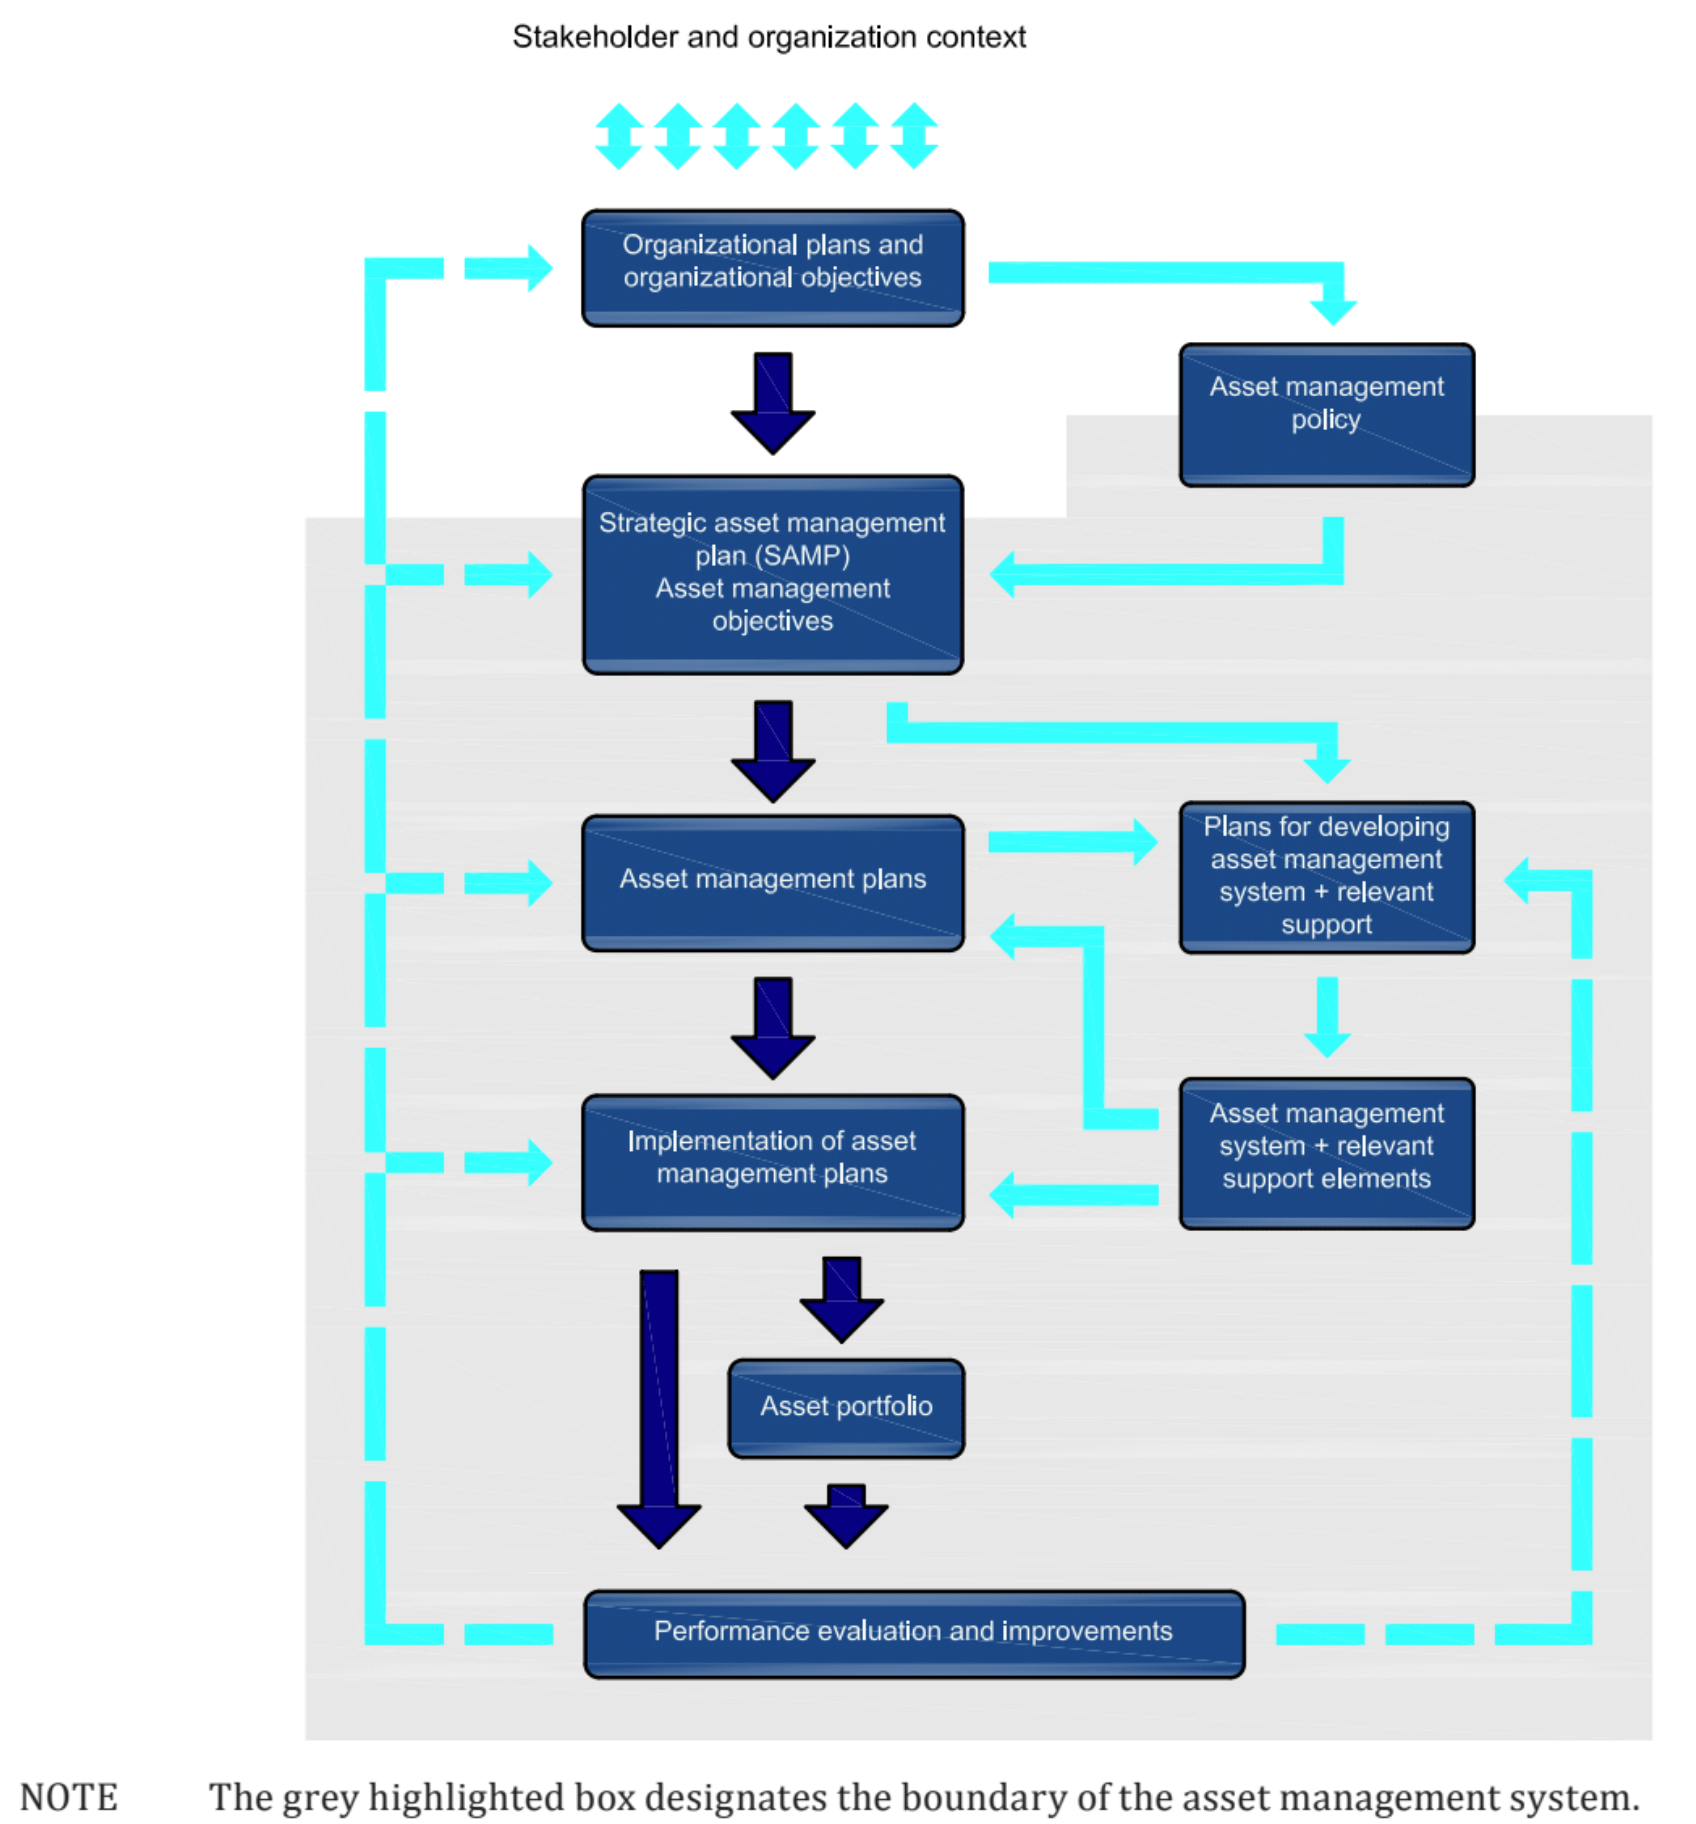 Stakeholder and organization context
Organizational plans and
organizational objectives
Asset management
policy
Strategic asset management
plan (SAMP)
Asset management
objectives
Asset management plans
Plans for developing
asset management
system + relevant
support
Implementation of asset
management plans
Asset management
system + relevant
support elements
Asset portfolio
Performance evaluation and improvements
NOTE The grey highlighted box designates the boundary of the asset management system.